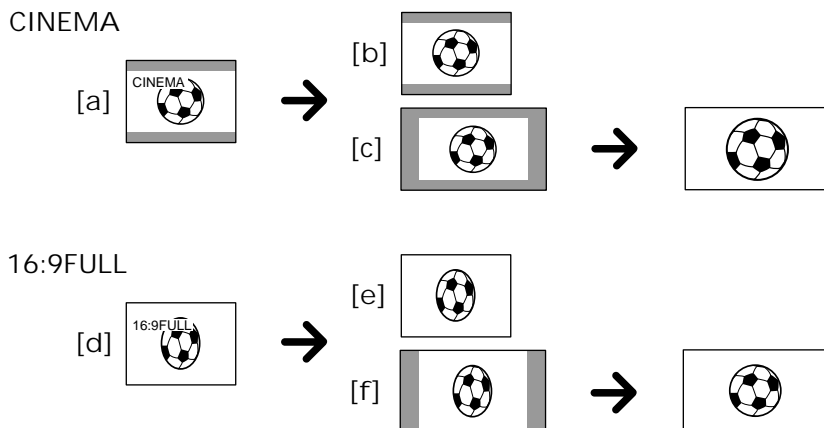 CINEMA
[a]
CINEMA
[b]
[c]
16:9FULL
[d]
16:9FULL
[e]
[f]